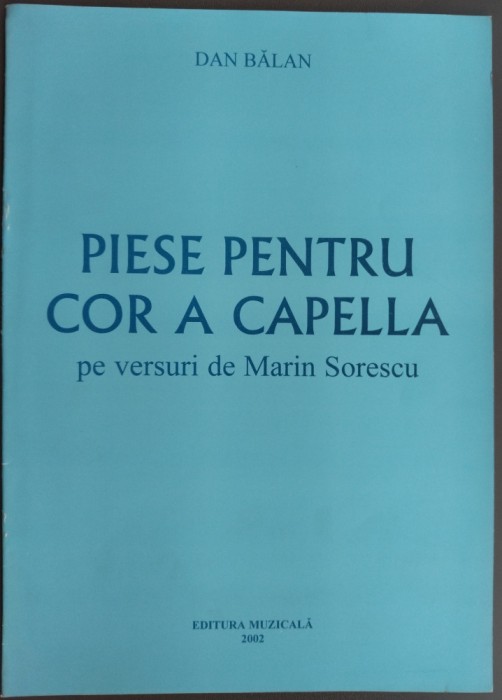 DAN BĂLAN
PIESE PENTRU
COR A CAPELLA
pe versuri de Marin Sorescu
EDITURA MUZICALĂ
2002